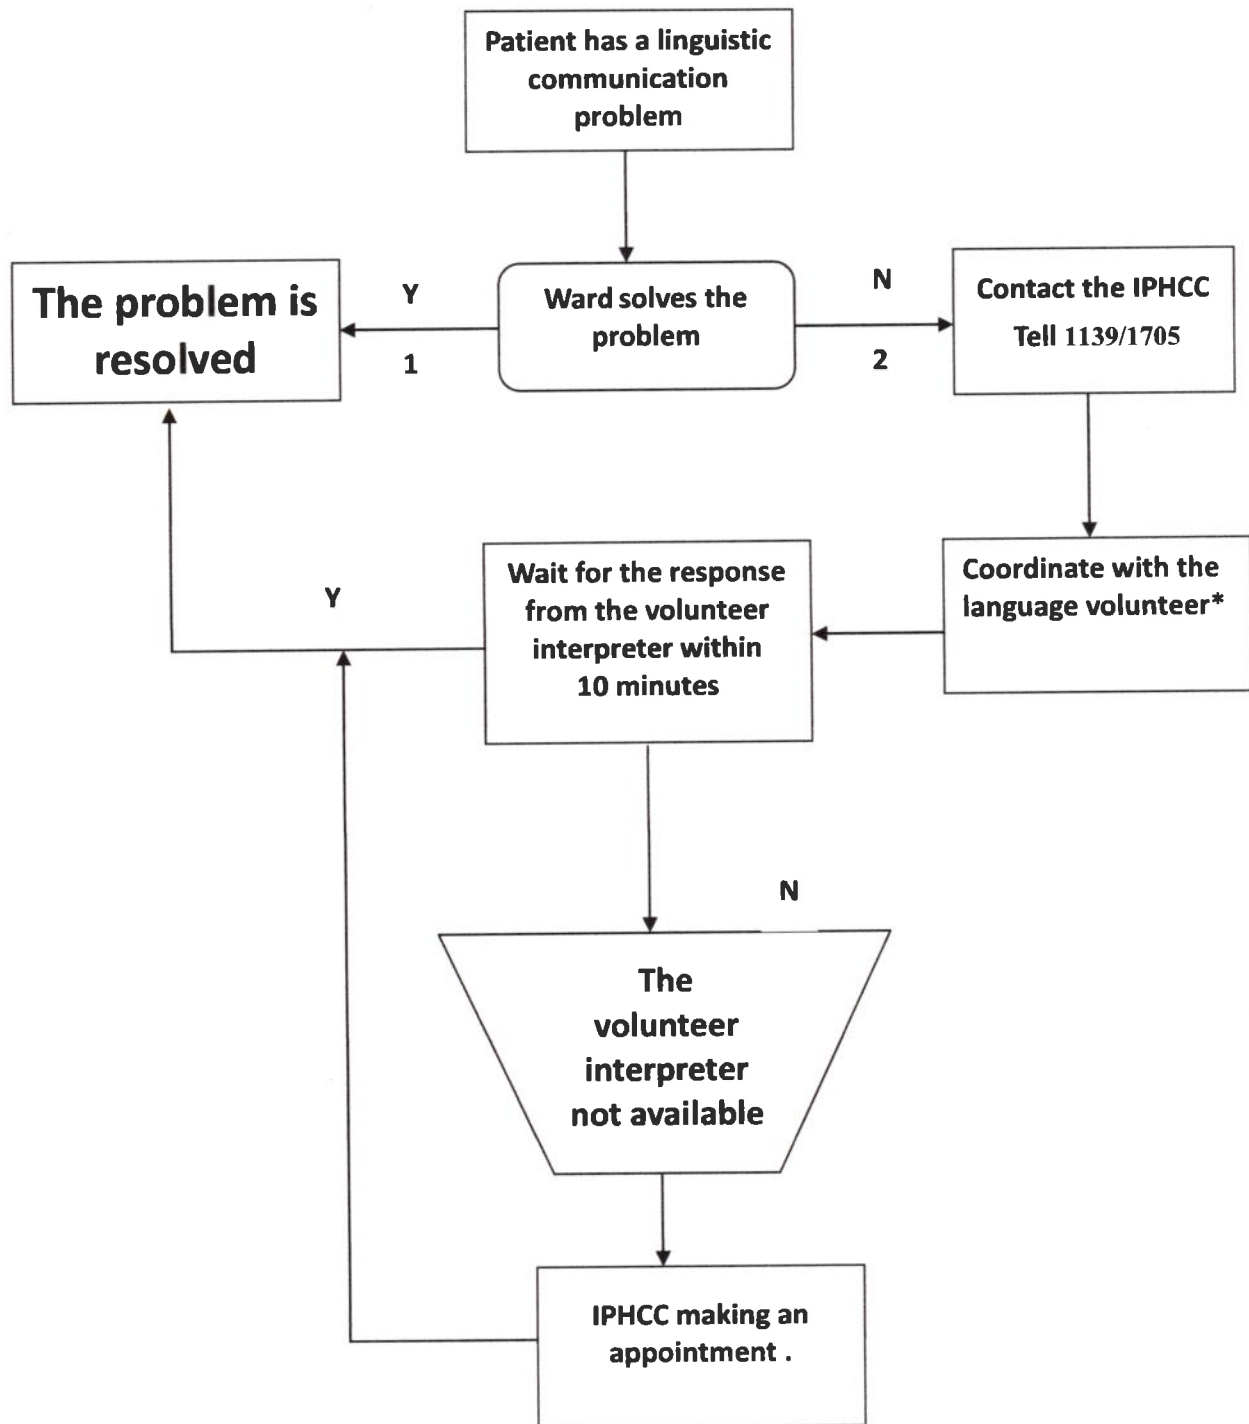 Patient has a linguistic
communication
problem
The problem is
resolved
Y
1
Ward solves the
problem
N
2
Contact the IPHCC
Tell 1139/1705
Coordinate with the
language volunteer*
Wait for the response
from the volunteer
interpreter within
10 minutes
Y
N
The
volunteer
interpreter
not available
IPHCC making an
appointment .